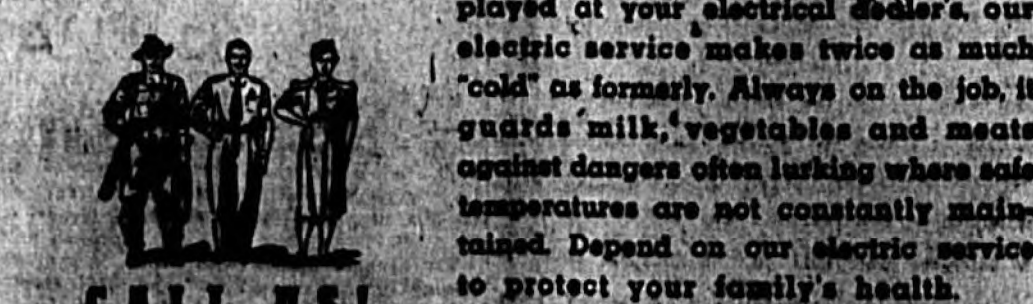 played at your electrical dealer's, our
electric service makes twice as much
"cold" as formerly. Always on the job, it
guards milk, vegetables and meats
against dangers often lurking where safe
temperatures are not constantly main-
tained. Depend on our electric service
to protect your family's health.
CALL US!